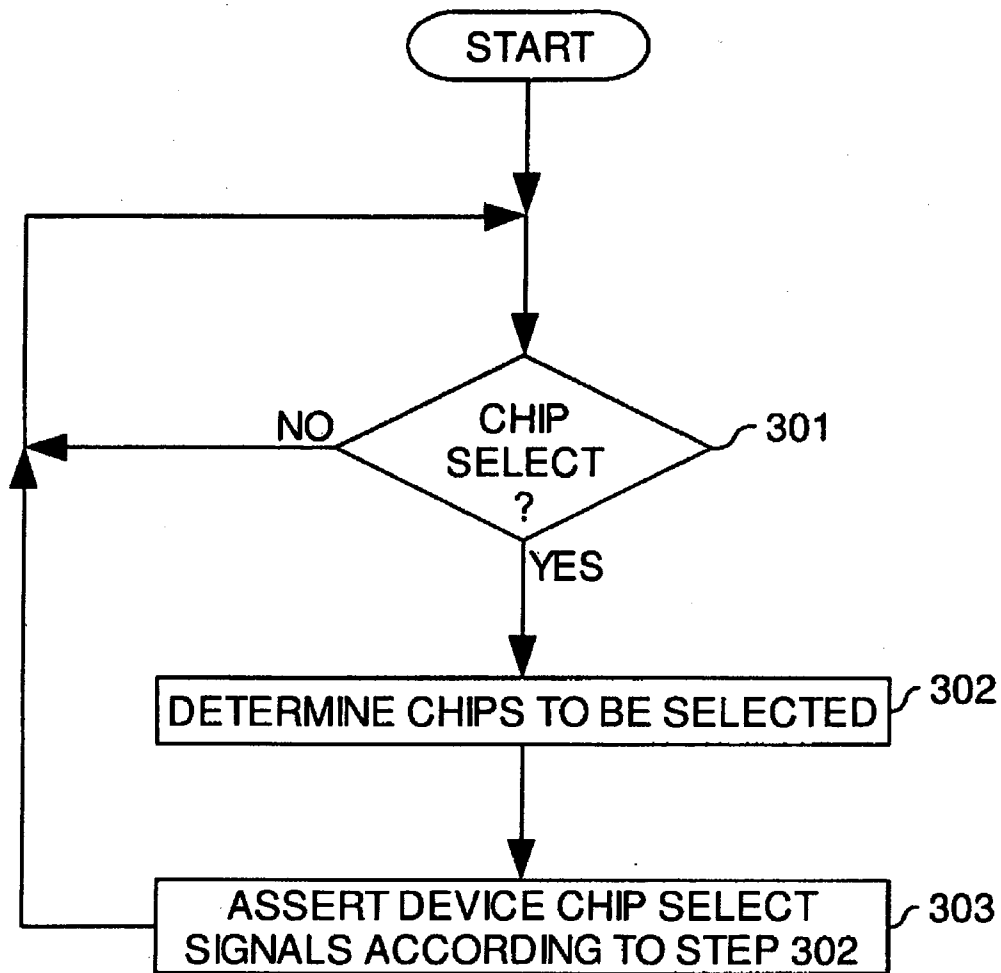 START
NO
CHIP
SELECT
?
301
YES
DETERMINE CHIPS TO BE SELECTED
302
ASSERT DEVICE CHIP SELECT
SIGNALS ACCORDING TO STEP 302
303